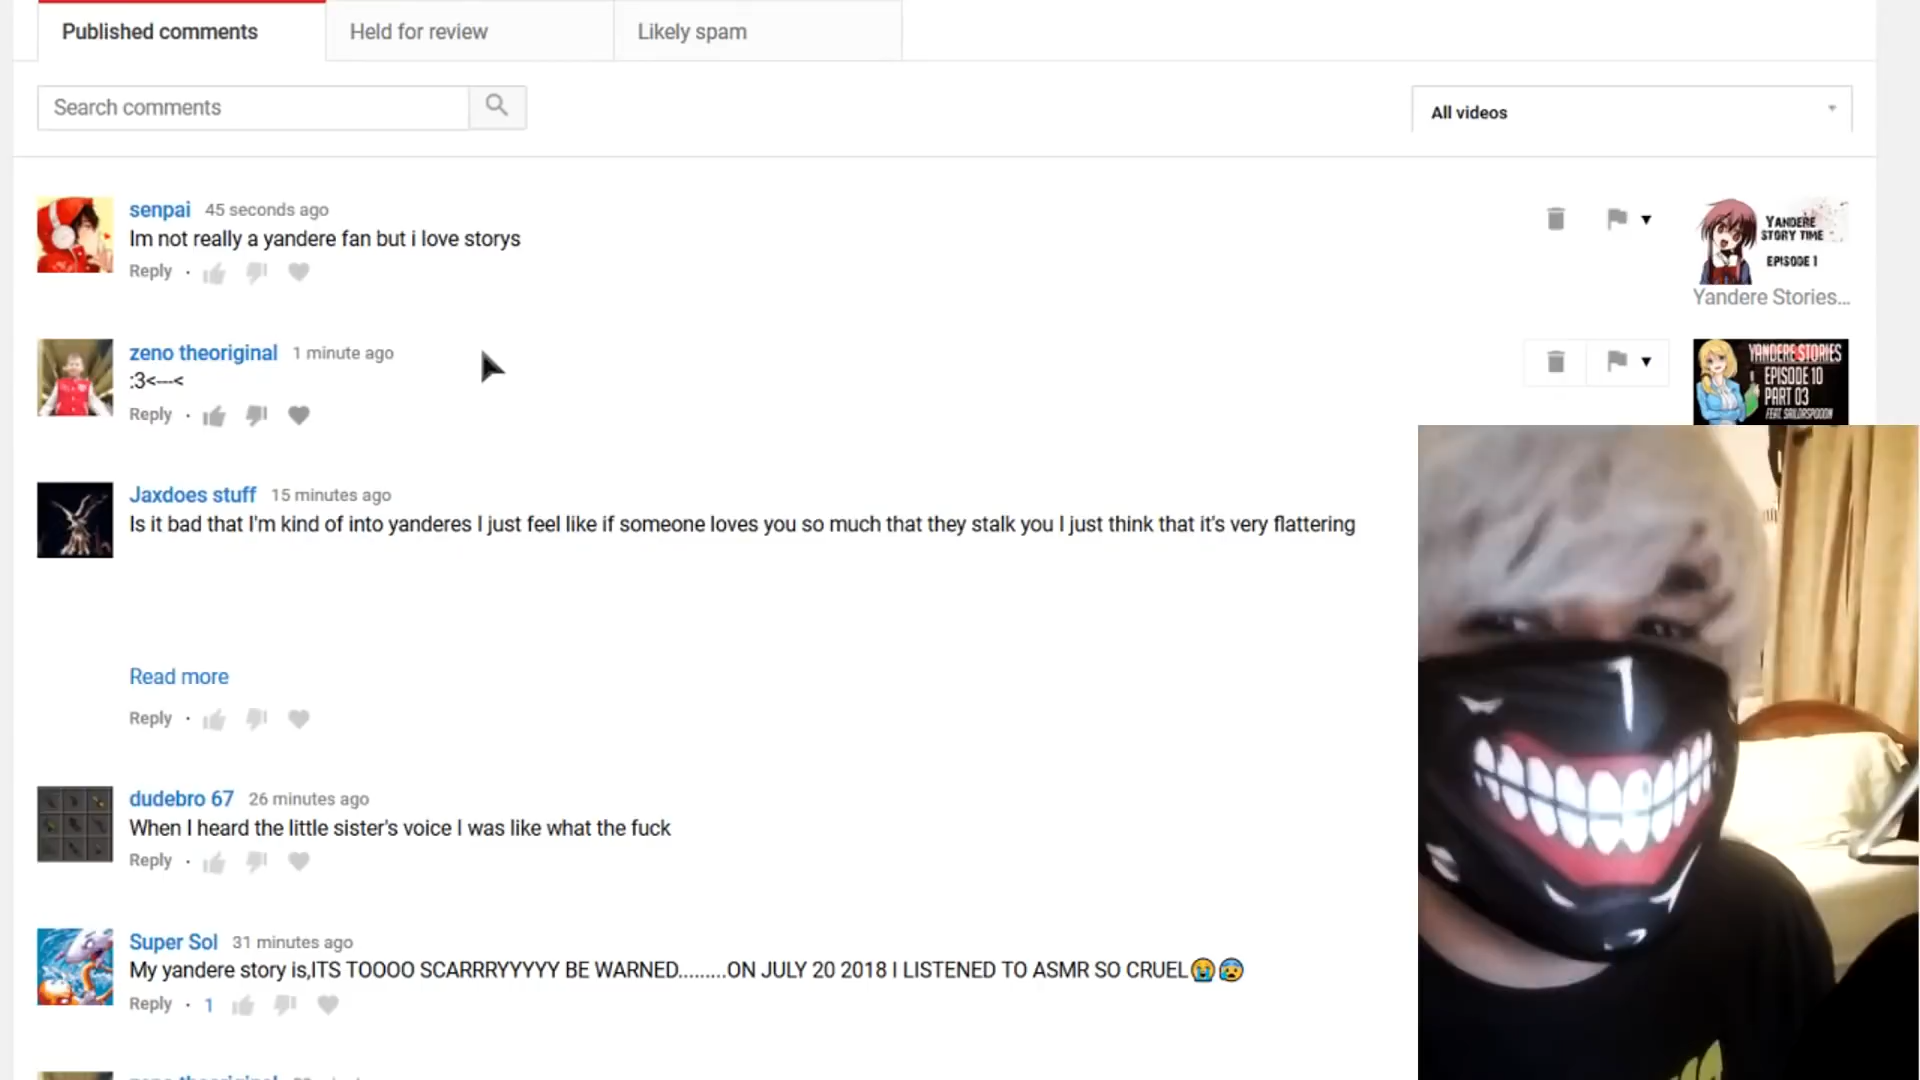 Published comments
Held for review
Likely spam
Search comments
All videos
senpai 45 seconds ago
Im not really a yandere fan but i love storys
Reply ·
YANDERE
STORY TIME
EPISODE 1
Yandere Stories...
zeno theoriginal 1 minute ago
:3<---<
Reply ·
YANDERE STORIES
EPISODE 10
PART 03
FEAT. SAILORSPOOON
Jaxdoes stuff 15 minutes ago
Is it bad that I'm kind of into yanderes I just feel like if someone loves you so much that they stalk you I just think that it's very flattering
Read more
Reply ·
dudebro 67 26 minutes ago
When I heard the little sister's voice I was like what the fuck
Reply ·
Super Sol 31 minutes ago
My yandere story is,ITS TOOOO SCARRRYYYYY BE WARNED.........ON JULY 20 2018 I LISTENED TO ASMR SO CRUEL😭😰
Reply · 1
zeno theoriginal